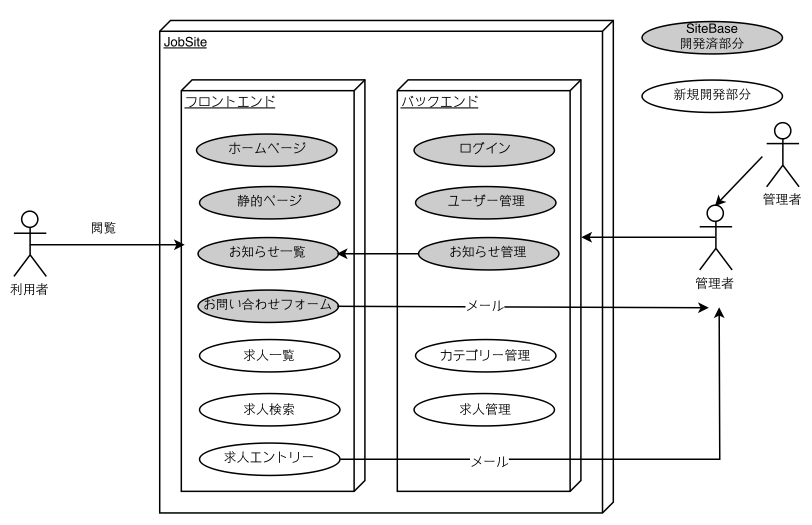 JobSite
SiteBase
開発済部分
新規開発部分
フロントエンド
バックエンド
ホームページ
静的ページ
お知らせ一覧
お問い合わせフォーム
求人一覧
求人検索
求人エントリー
ログイン
ユーザー管理
お知らせ管理
カテゴリー管理
求人管理
閲覧
利用者
メール
メール
管理者
管理者